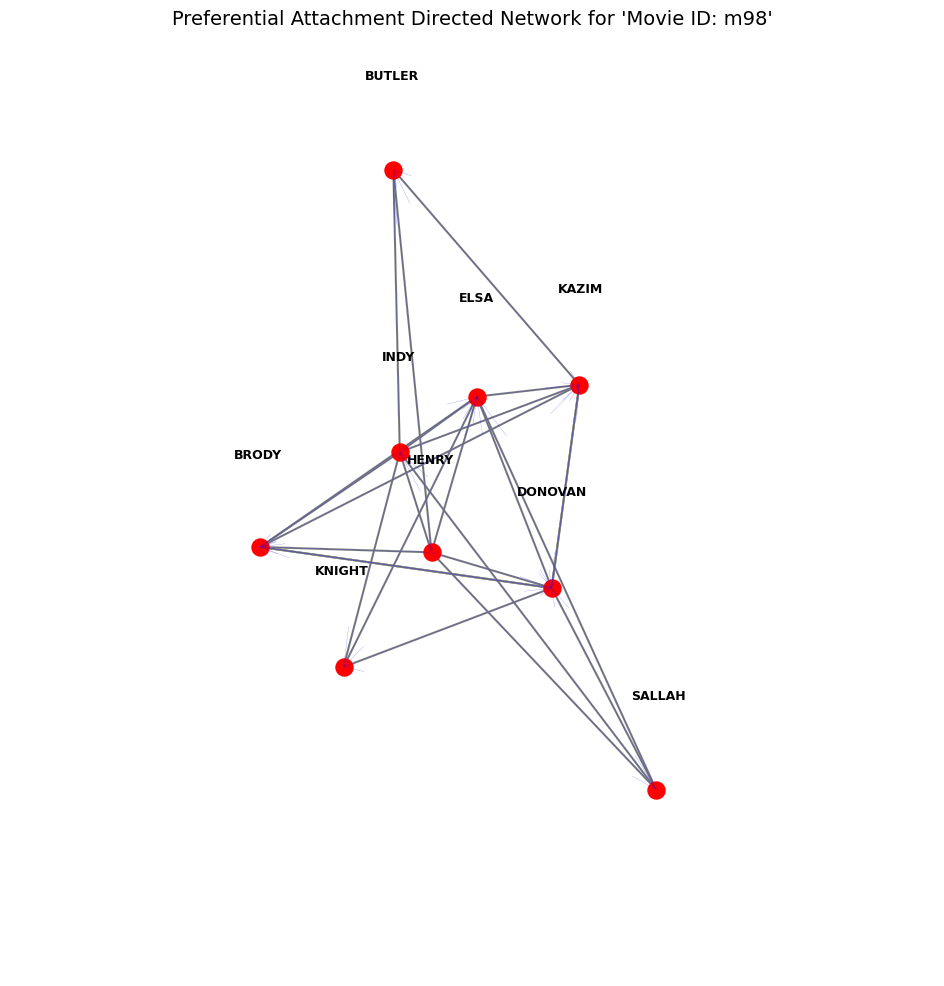 Preferential Attachment Directed Network for 'Movie ID: m98'
BUTLER
KAZIM
ELSA
INDY
BRODY
HENRY
DONOVAN
KNIGHT
SALLAH